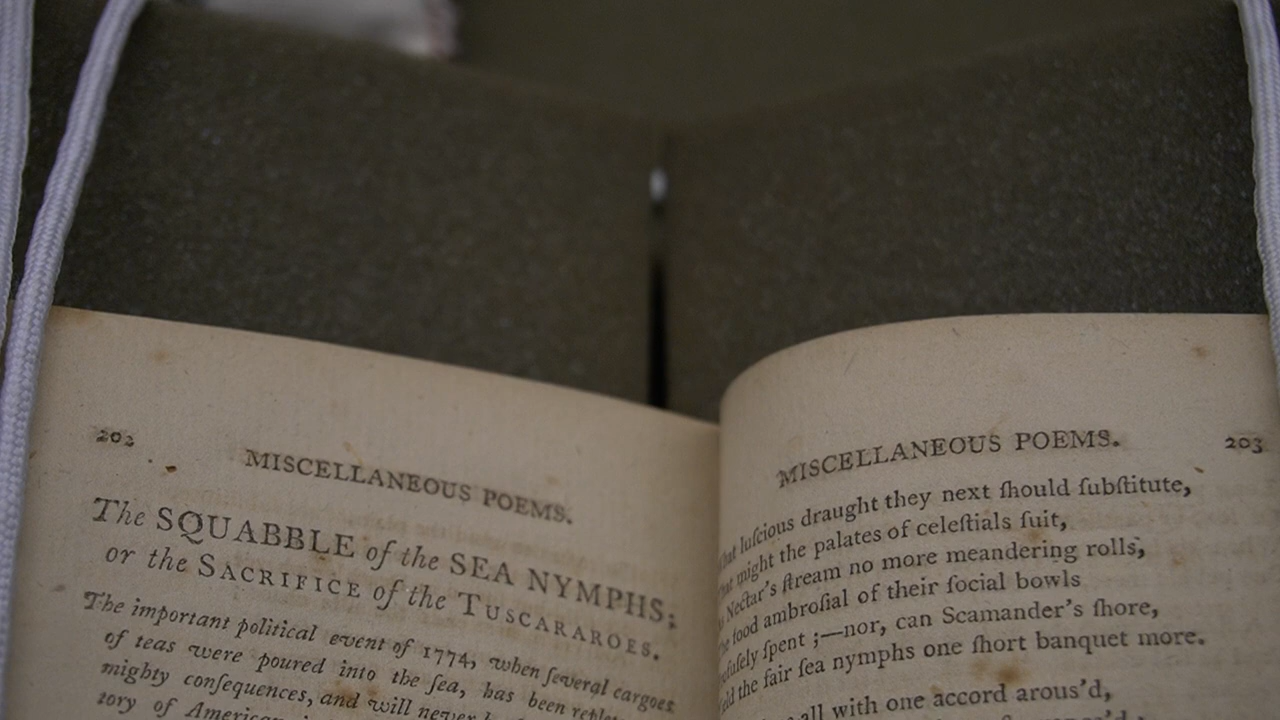 202
MISCELLANEOUS POEMS.
The SQUABBLE of the SEA NYMPHS;
or the SACRIFICE of the TUSCARAROES.
The important political event of 1774, when ſeveral cargoes
of teas were poured into the ſea, has been
mighty conſequences, and will never
tory of American
MISCELLANEOUS POEMS. 203
luſcious draught they next ſhould ſubſtitute,
might the palates of celeſtials ſuit,
Nectar's ſtream no more meandering rolls,
food ambroſial of their ſocial bowls
ſpent ;—nor, can Scamander's ſhore,
the fair ſea nymphs one ſhort banquet more.
all with one accord arous'd,